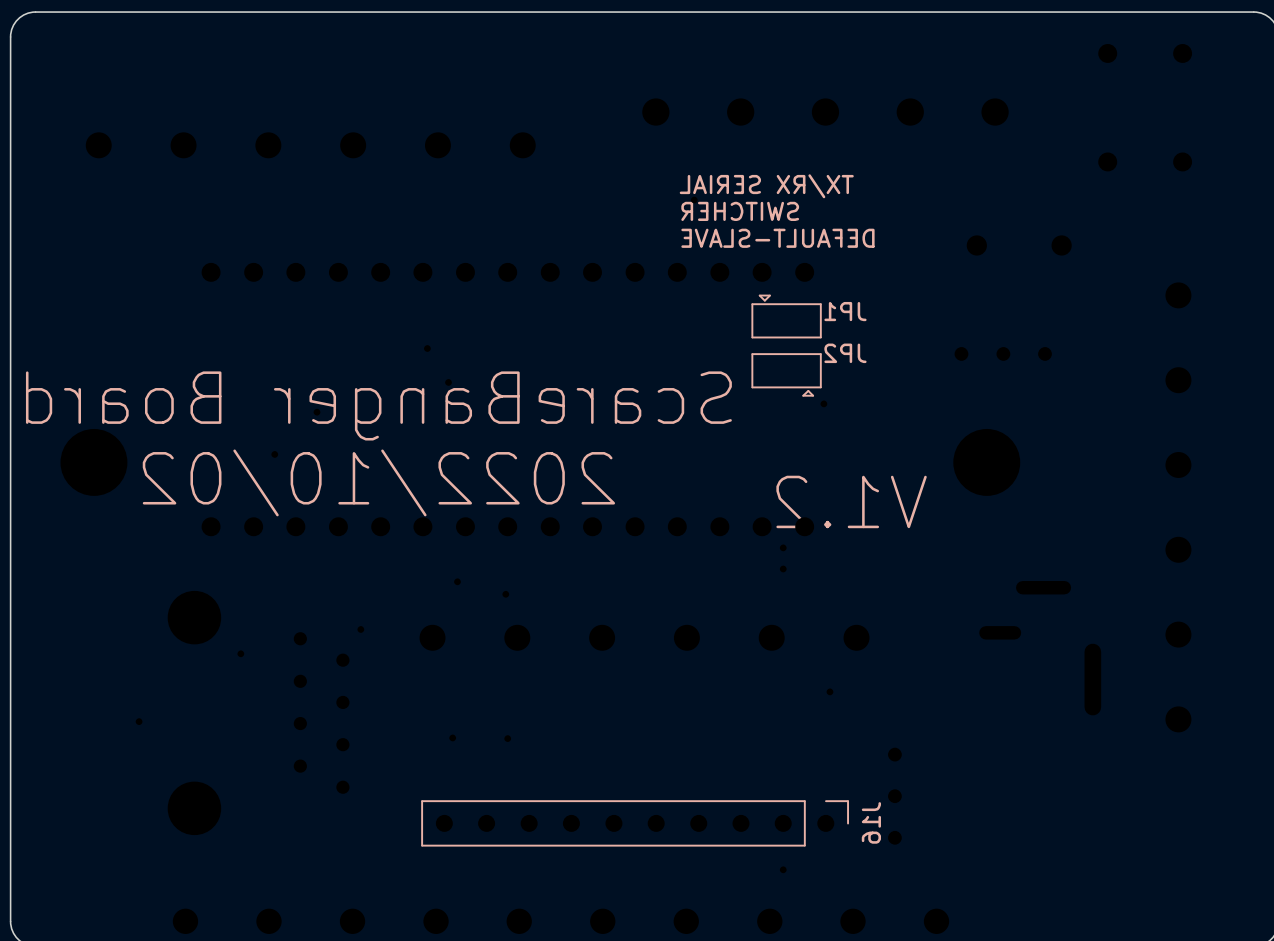 TX/RX SERIAL
SWITCHER
DEFAULT-SLAVE
JP1
JP2
ScareBanger Board
2022/10/02
V1.2
J16